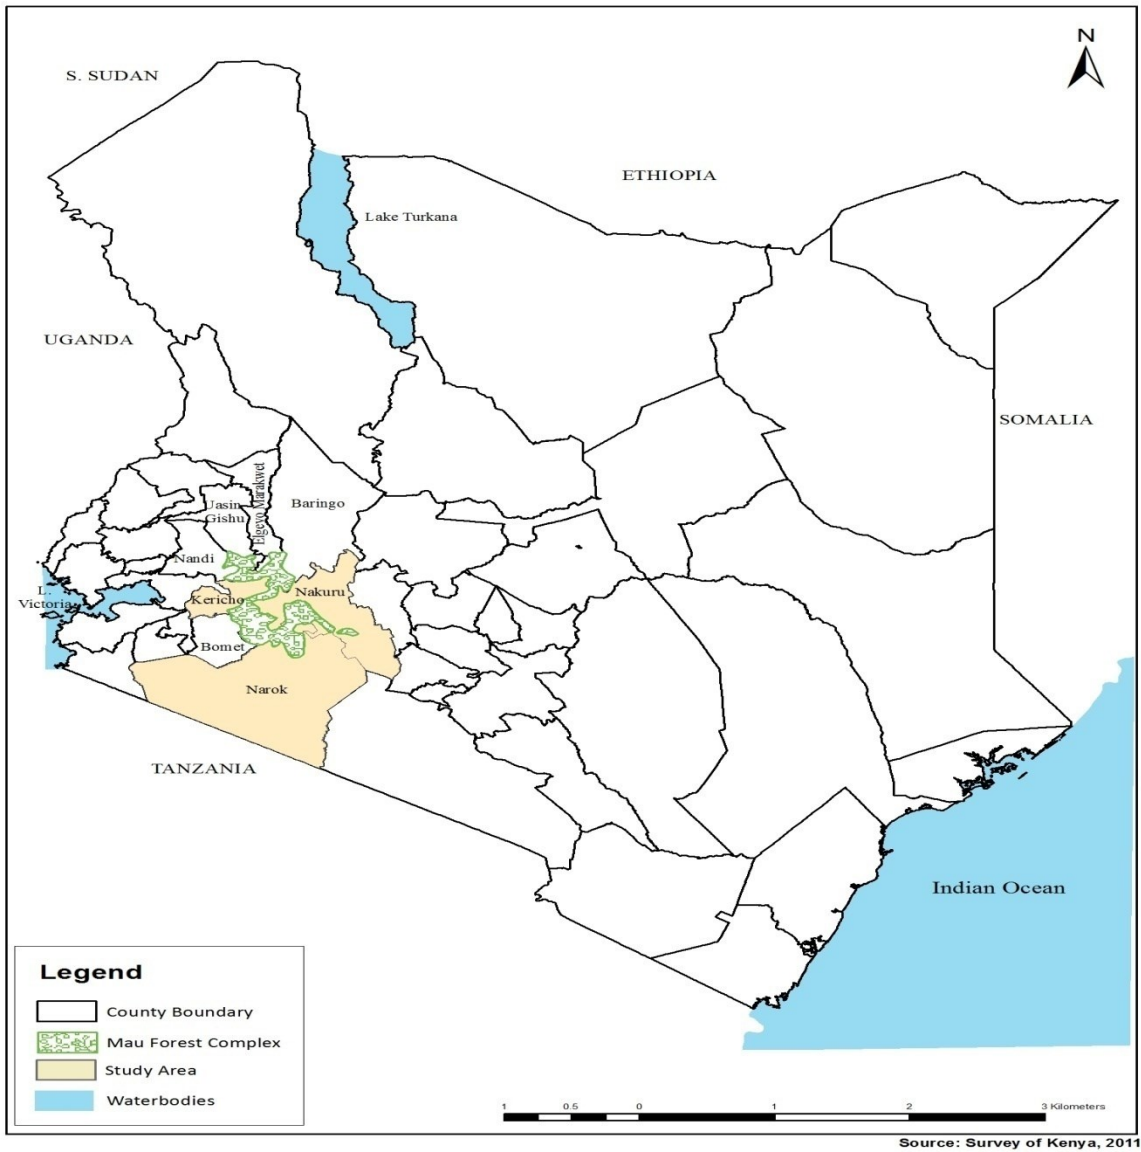 N
S. SUDAN
ETHIOPIA
Lake Turkana
UGANDA
SOMALIA
Elgeyo Marakwet
Baringo
Uasin
Gishu
Nandi
L.
Victoria
Kericho
Nakuru
Bomet
Narok
TANZANIA
Indian Ocean
Legend
County Boundary
Mau Forest Complex
Study Area
Waterbodies
1 0.5 0 1 2 3 Kilometers
Source: Survey of Kenya, 2011